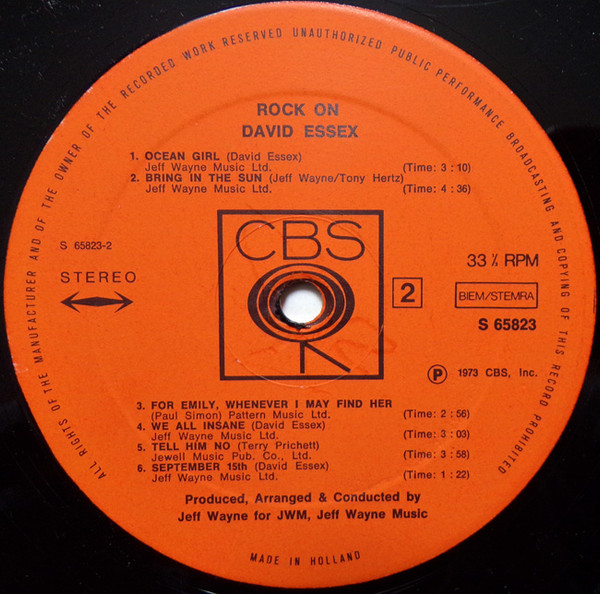 ALL RIGHTS OF THE MANUFACTURER AND OF THE OWNER OF THE RECORDED WORK RESERVED UNAUTHORIZED PUBLIC PERFORMANCE BROADCASTING AND COPYING OF THIS RECORD PROHIBITED
ROCK ON
DAVID ESSEX
1. OCEAN GIRL (David Essex)
Jeff Wayne Music Ltd. (Time: 3 : 10)
2. BRING IN THE SUN (Jeff Wayne/Tony Hertz)
Jeff Wayne Music Ltd. (Time: 4 : 36)
S 65823-2
STEREO
CBS
2
33⅓ RPM
BIEM/STEMRA
S 65823
Ⓟ 1973 CBS, Inc.
3. FOR EMILY, WHENEVER I MAY FIND HER
(Paul Simon) Pattern Music Ltd. (Time: 2 : 56)
4. WE ALL INSANE (David Essex)
Jeff Wayne Music Ltd. (Time: 3 : 03)
5. TELL HIM NO (Terry Prichett)
Jewell Music Pub. Co., Ltd. (Time: 3 : 58)
6. SEPTEMBER 15th (David Essex)
Jeff Wayne Music Ltd. (Time: 1 : 22)
Produced, Arranged & Conducted by
Jeff Wayne for JWM, Jeff Wayne Music
MADE IN HOLLAND